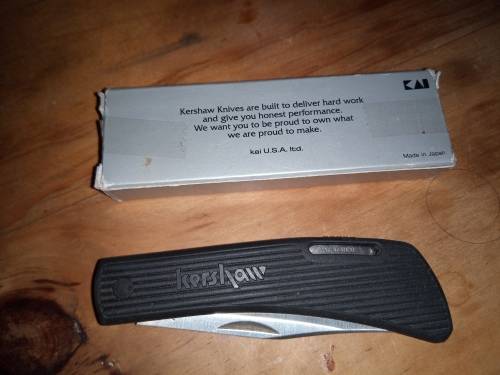 KAI
Kershaw Knives are built to deliver hard work
and give you honest performance.
We want you to be proud to own what
we are proud to make.
kai U.S.A. ltd.
Made in Japan
kershaw